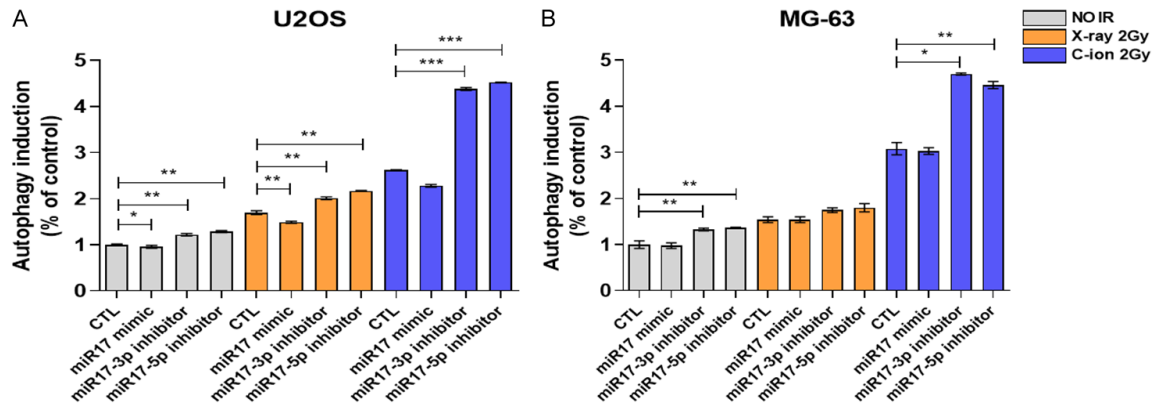 A
U2OS
Autophagy induction
(% of control)
5
4
3
2
1
0
*
**
**
**
**
**
***
***
CTL
miR17 mimic
miR17-3p inhibitor
miR17-5p inhibitor
CTL
miR17 mimic
miR17-3p inhibitor
miR17-5p inhibitor
CTL
miR17 mimic
miR17-3p inhibitor
miR17-5p inhibitor
B
MG-63
Autophagy induction
(% of control)
5
4
3
2
1
0
**
**
*
**
CTL
miR17 mimic
miR17-3p inhibitor
miR17-5p inhibitor
CTL
miR17 mimic
miR17-3p inhibitor
miR17-5p inhibitor
CTL
miR17 mimic
miR17-3p inhibitor
miR17-5p inhibitor
NO IR
X-ray 2Gy
C-ion 2Gy